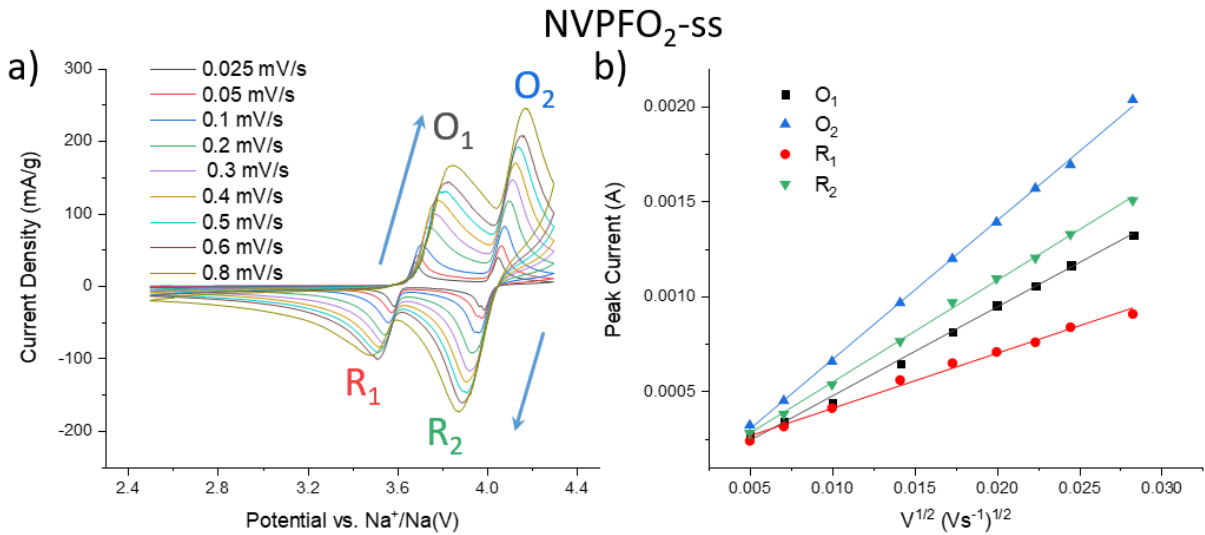 NVPFO₂-ss
a)
0.025 mV/s
0.05 mV/s
0.1 mV/s
0.2 mV/s
0.3 mV/s
0.4 mV/s
0.5 mV/s
0.6 mV/s
0.8 mV/s
O₁
O₂
R₁
R₂
300
200
100
0
-100
-200
Current Density (mA/g)
2.4
2.8
3.2
3.6
4.0
4.4
Potential vs. Na⁺/Na(V)
b)
O₁
O₂
R₁
R₂
0.0020
0.0015
0.0010
0.0005
Peak Current (A)
0.005
0.010
0.015
0.020
0.025
0.030
V^1/2 (Vs⁻¹)^1/2